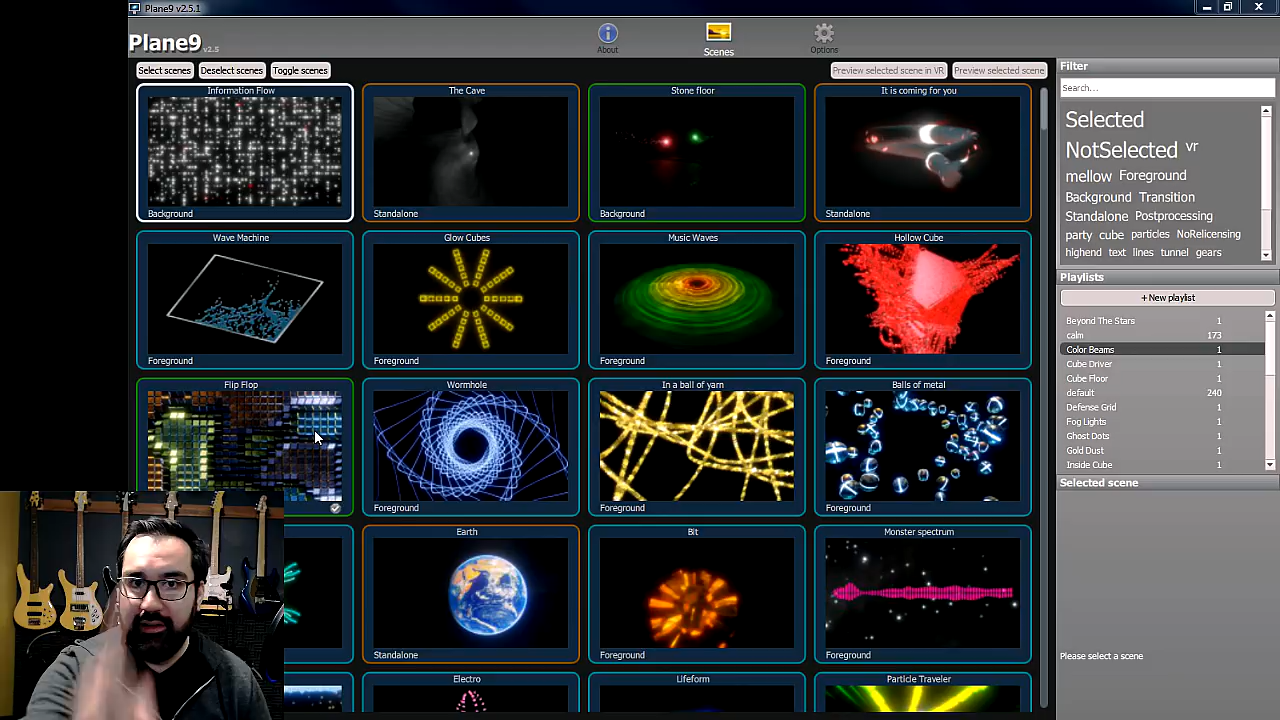 Plane9 v2.5.1
Plane9 v2.5
About
Scenes
Options
Select scenes
Deselect scenes
Toggle scenes
Preview selected scene in VR
Preview selected scene
Information Flow
The Cave
Stone floor
It is coming for you
Background
Standalone
Background
Standalone
Wave Machine
Glow Cubes
Music Waves
Hollow Cube
Foreground
Foreground
Foreground
Foreground
Flip Flop
Wormhole
In a ball of yarn
Balls of metal
Foreground
Foreground
Foreground
Earth
Bit
Monster spectrum
Standalone
Foreground
Foreground
Electro
Lifeform
Particle Traveler
Filter
Search...
Selected
NotSelected vr
mellow Foreground
Background Transition
Standalone Postprocessing
party cube particles NoRelicensing
highend text lines tunnel gears
Playlists
+New playlist
Beyond The Stars 1
calm 173
Color Beams 1
Cube Driver 1
Cube Floor 1
default 240
Defense Grid 1
Fog Lights 1
Ghost Dots 1
Gold Dust 1
Inside Cube 1
Selected scene
Please select a scene